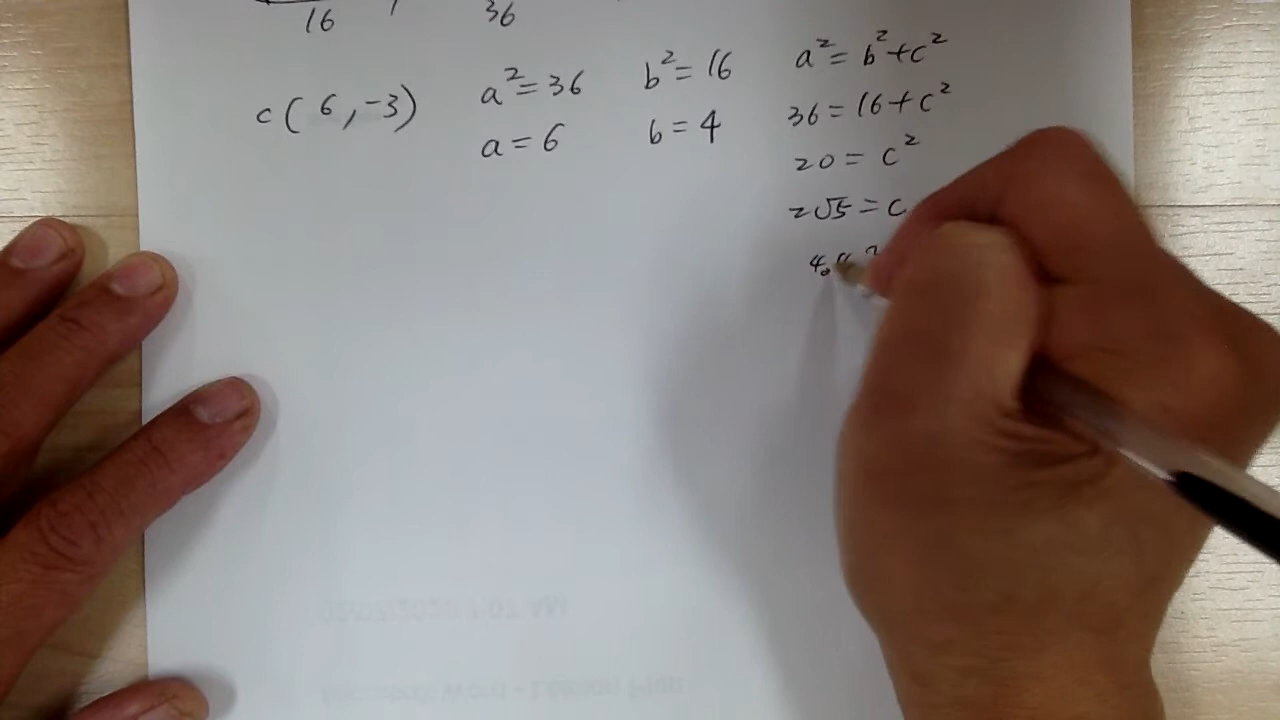 16 36
c(6,-3) a²=36 b²=16 a²=b²+c²
a=6 b=4 36=16+c²
20=c²
2√5=c
4.